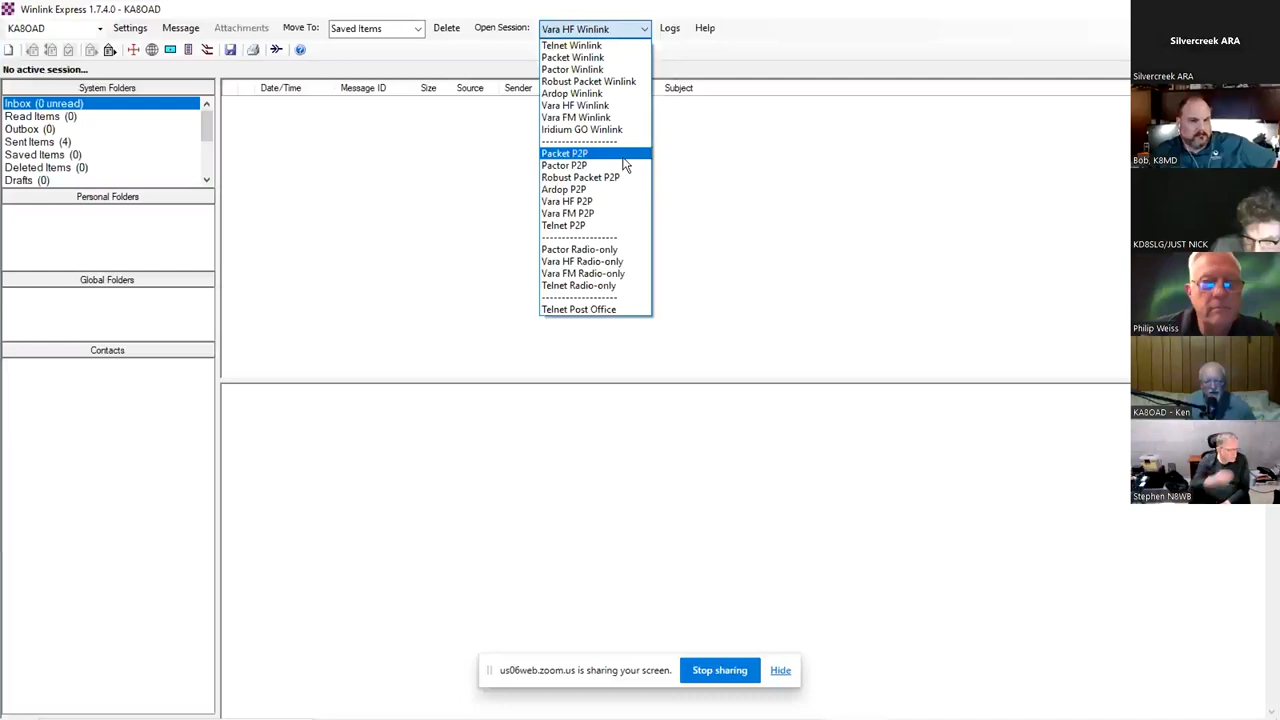 Winlink Express 1.7.4.0 - KA8OAD
KA8OAD Settings Message Attachments Move To: Saved Items Delete Open Session: Vara HF Winlink Logs Help
No active session...
System Folders
Inbox (0 unread)
Read Items (0)
Outbox (0)
Sent Items (4)
Saved Items (0)
Deleted Items (0)
Drafts (0)
Personal Folders
Global Folders
Contacts
Date/Time Message ID Size Source Sender Subject
Telnet Winlink
Packet Winlink
Pactor Winlink
Robust Packet Winlink
Ardop Winlink
Vara HF Winlink
Vara FM Winlink
Iridium GO Winlink
-------------------
Packet P2P
Pactor P2P
Robust Packet P2P
Ardop P2P
Vara HF P2P
Vara FM P2P
Telnet P2P
-------------------
Pactor Radio-only
Vara HF Radio-only
Vara FM Radio-only
Telnet Radio-only
-------------------
Telnet Post Office
Silvercreek ARA
Silvercreek ARA
Bob, K8MD
KD8SLG/JUST NICK
Philip Weiss
KA8OAD - Ken
Stephen N8WB
us06web.zoom.us is sharing your screen. Stop sharing Hide